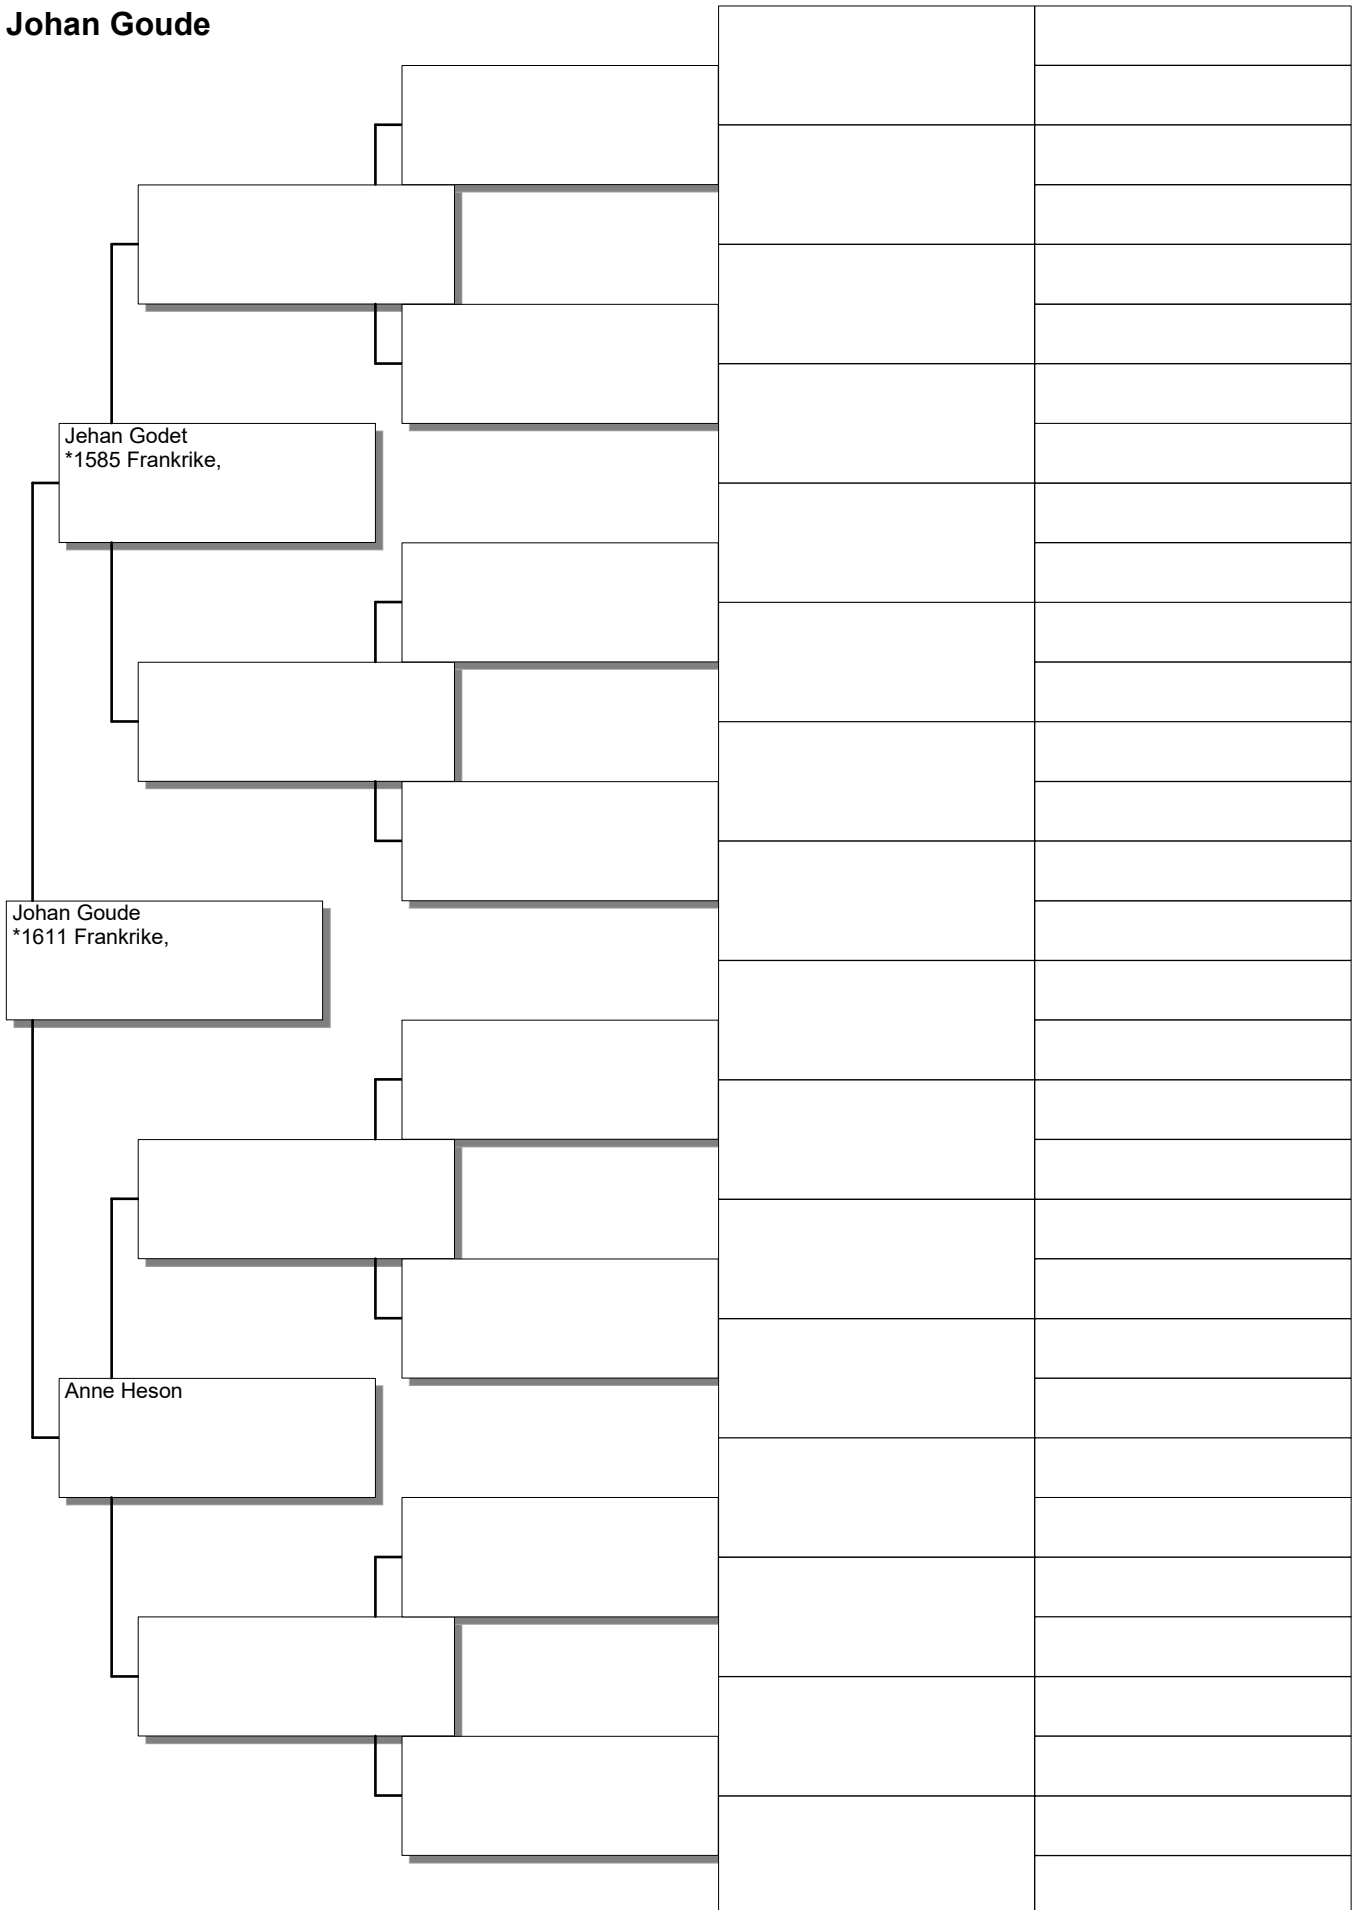 Johan Goude
Jehan Godet
*1585 Frankrike,
Johan Goude
*1611 Frankrike,
Anne Heson